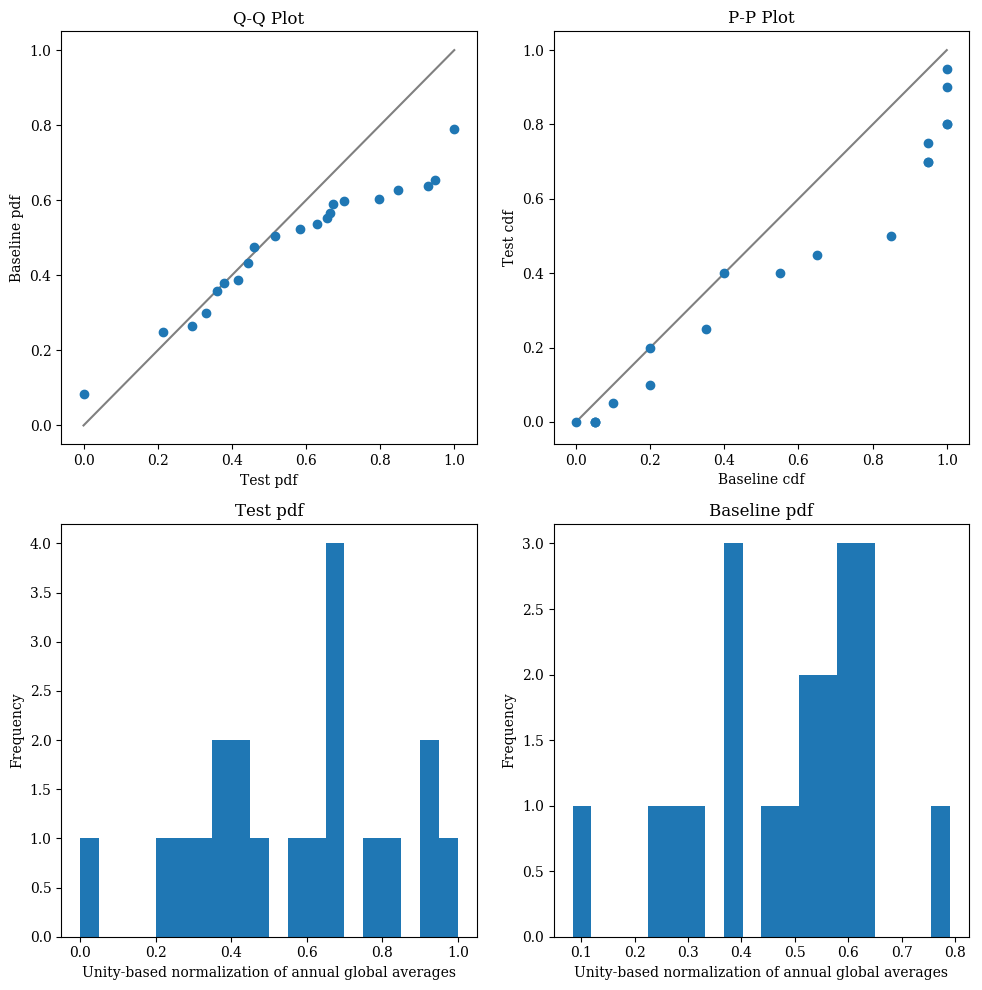 Q-Q Plot
1.0
0.8
0.6
0.4
0.2
0.0
Baseline pdf
0.0 0.2 0.4 0.6 0.8 1.0
Test pdf
P-P Plot
1.0
0.8
0.6
0.4
0.2
0.0
Test cdf
0.0 0.2 0.4 0.6 0.8 1.0
Baseline cdf
Test pdf
4.0
3.5
3.0
2.5
2.0
1.5
1.0
0.5
0.0
Frequency
0.0 0.2 0.4 0.6 0.8 1.0
Unity-based normalization of annual global averages
Baseline pdf
3.0
2.5
2.0
1.5
1.0
0.5
0.0
Frequency
0.1 0.2 0.3 0.4 0.5 0.6 0.7 0.8
Unity-based normalization of annual global averages